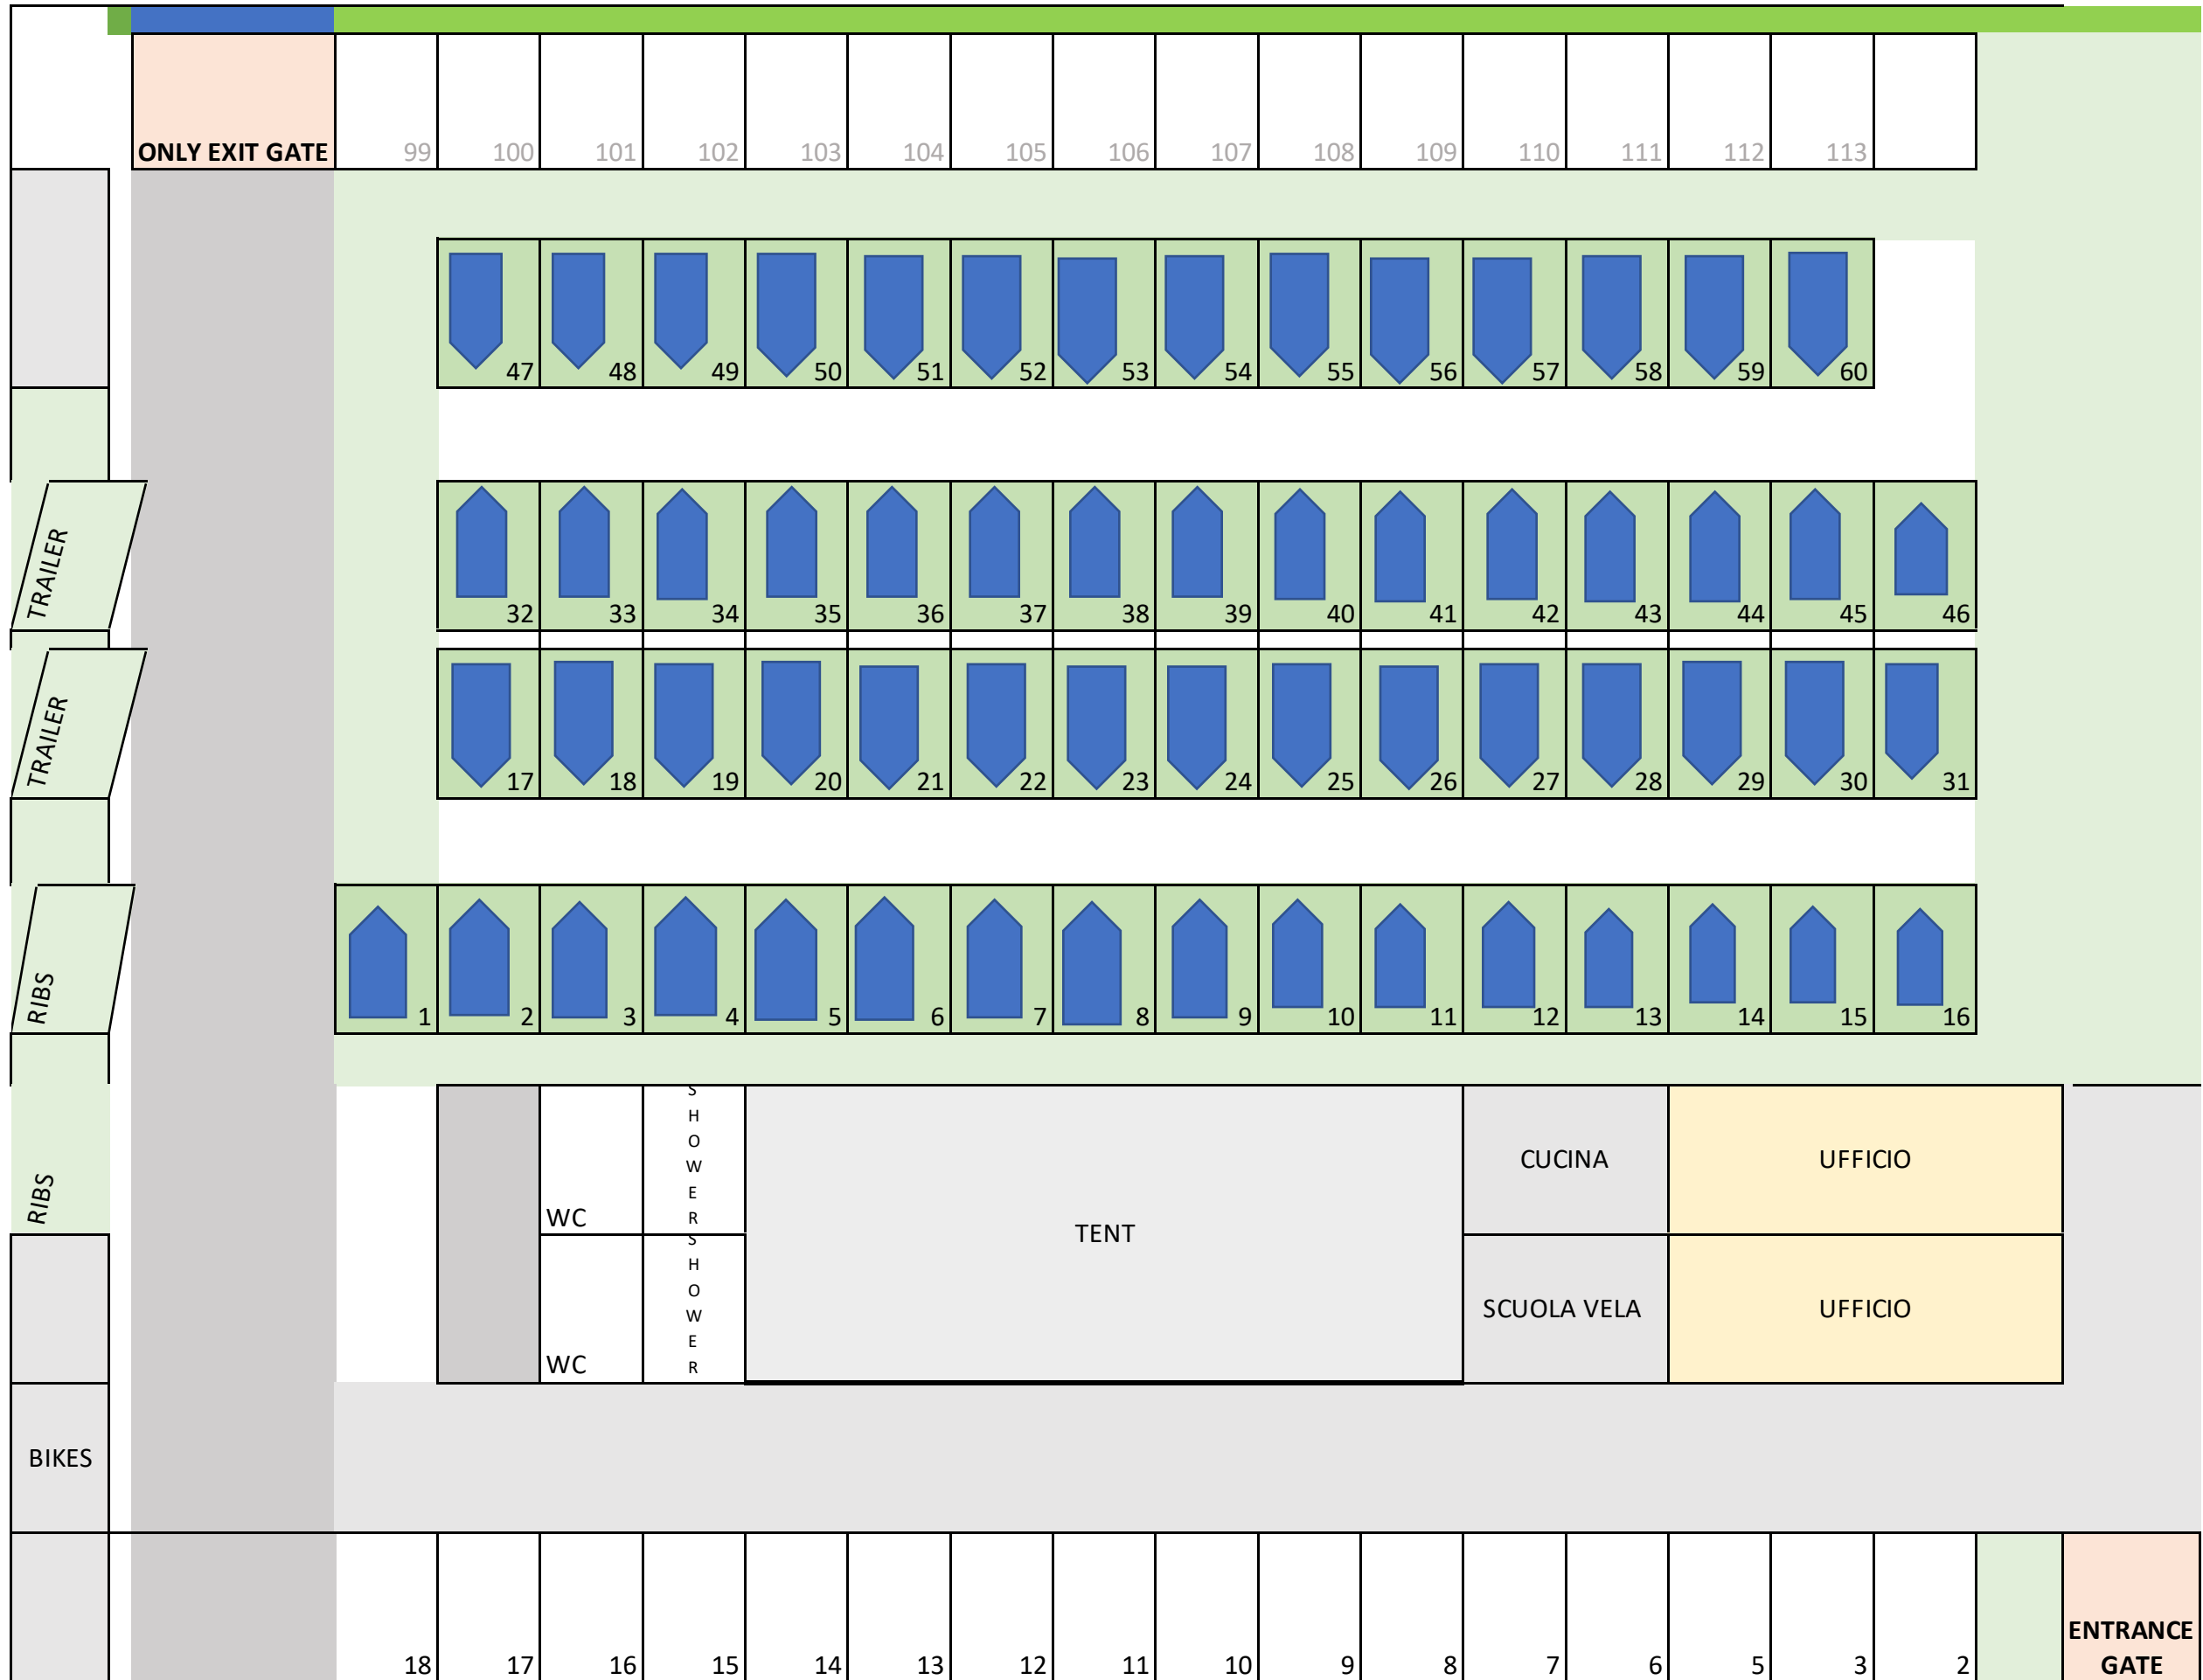 ONLY EXIT GATE 99 100 101 102 103 104 105 106 107 108 109 110 111 112 113
47 48 49 50 51 52 53 54 55 56 57 58 59 60
TRAILER
32 33 34 35 36 37 38 39 40 41 42 43 44 45 46
TRAILER
17 18 19 20 21 22 23 24 25 26 27 28 29 30 31
RIBS
1 2 3 4 5 6 7 8 9 10 11 12 13 14 15 16
RIBS
WC
SHOWER
TENT
CUCINA
UFFICIO
WC
SHOWER
SCUOLA VELA
UFFICIO
BIKES
18 17 16 15 14 13 12 11 10 9 8 7 6 5 3 2
ENTRANCE
GATE